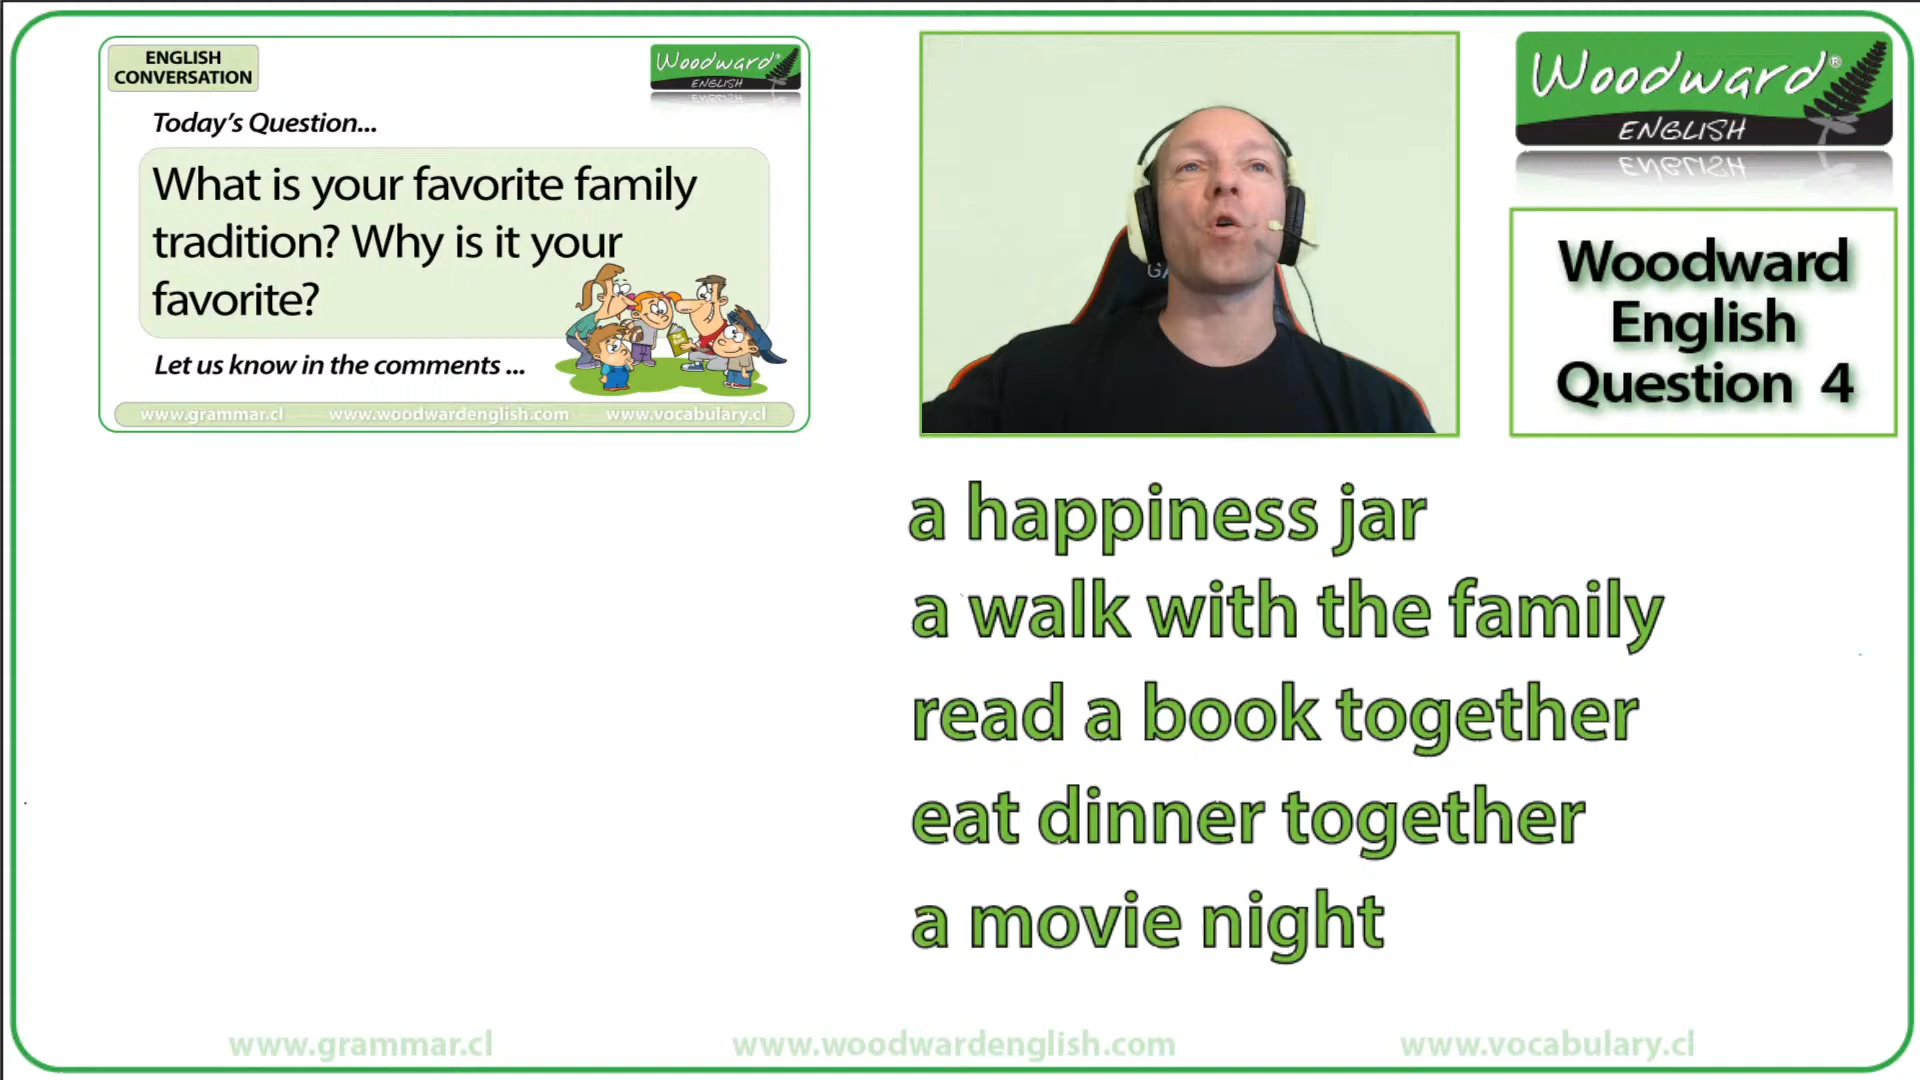 ENGLISH
CONVERSATION
Woodward®
ENGLISH
Today's Question...
What is your favorite family
tradition? Why is it your
favorite?
Let us know in the comments ...
www.grammar.cl www.woodwardenglish.com www.vocabulary.cl
Woodward®
ENGLISH
Woodward
English
Question 4
a happiness jar
a walk with the family
read a book together
eat dinner together
a movie night
www.grammar.cl www.woodwardenglish.com www.vocabulary.cl